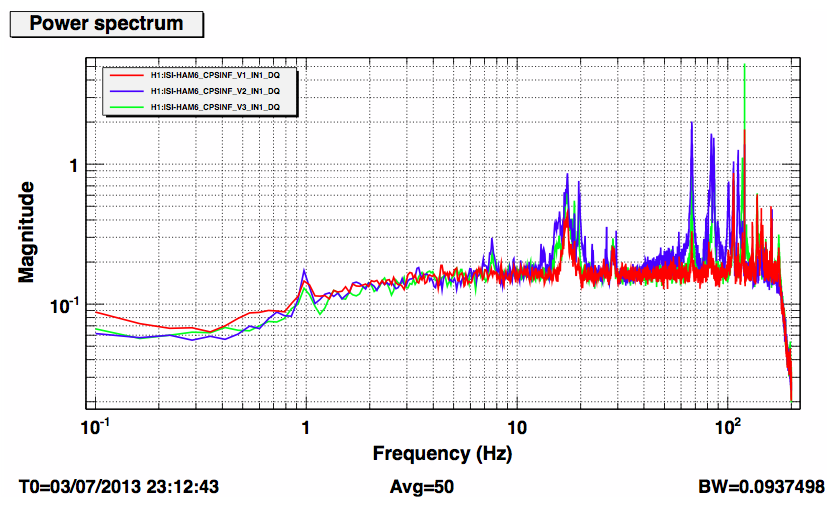 Power spectrum
H1:ISI-HAM6_CPSINF_V1_IN1_DQ
H1:ISI-HAM6_CPSINF_V2_IN1_DQ
H1:ISI-HAM6_CPSINF_V3_IN1_DQ
Magnitude
1
10⁻¹
10⁻¹ 1 10 10²
Frequency (Hz)
T0=03/07/2013 23:12:43 Avg=50 BW=0.0937498